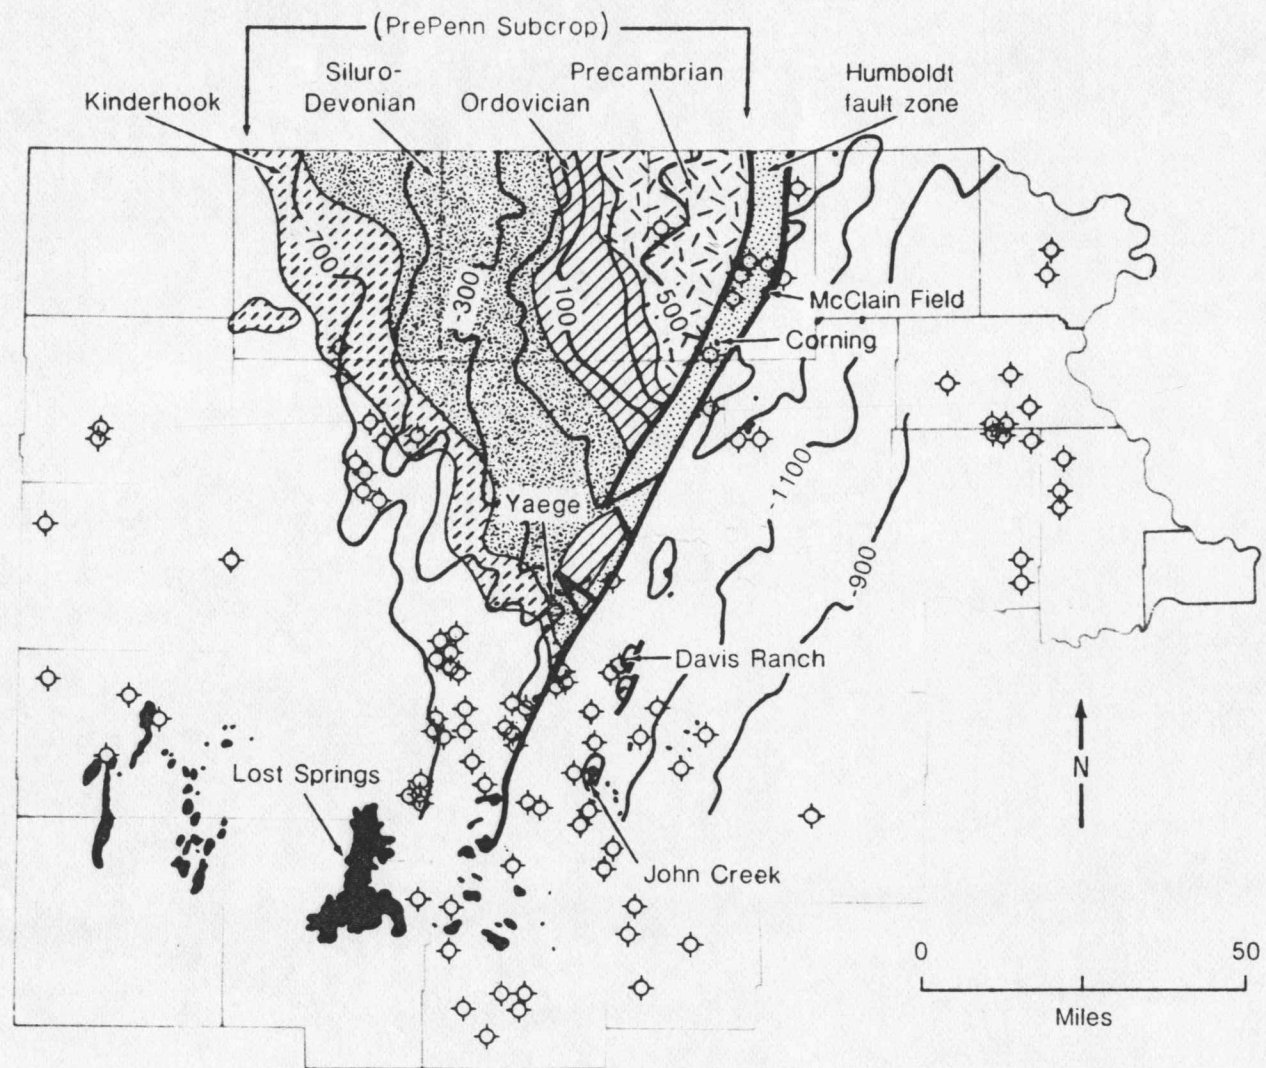 (PrePenn Subcrop)
Siluro-
Devonian
Precambrian
Humboldt
fault zone
Kinderhook
Ordovician
700
-300
100
-500
McClain Field
Corning
-1100
Yaege
-900
Davis Ranch
N
Lost Springs
John Creek
0
50
Miles